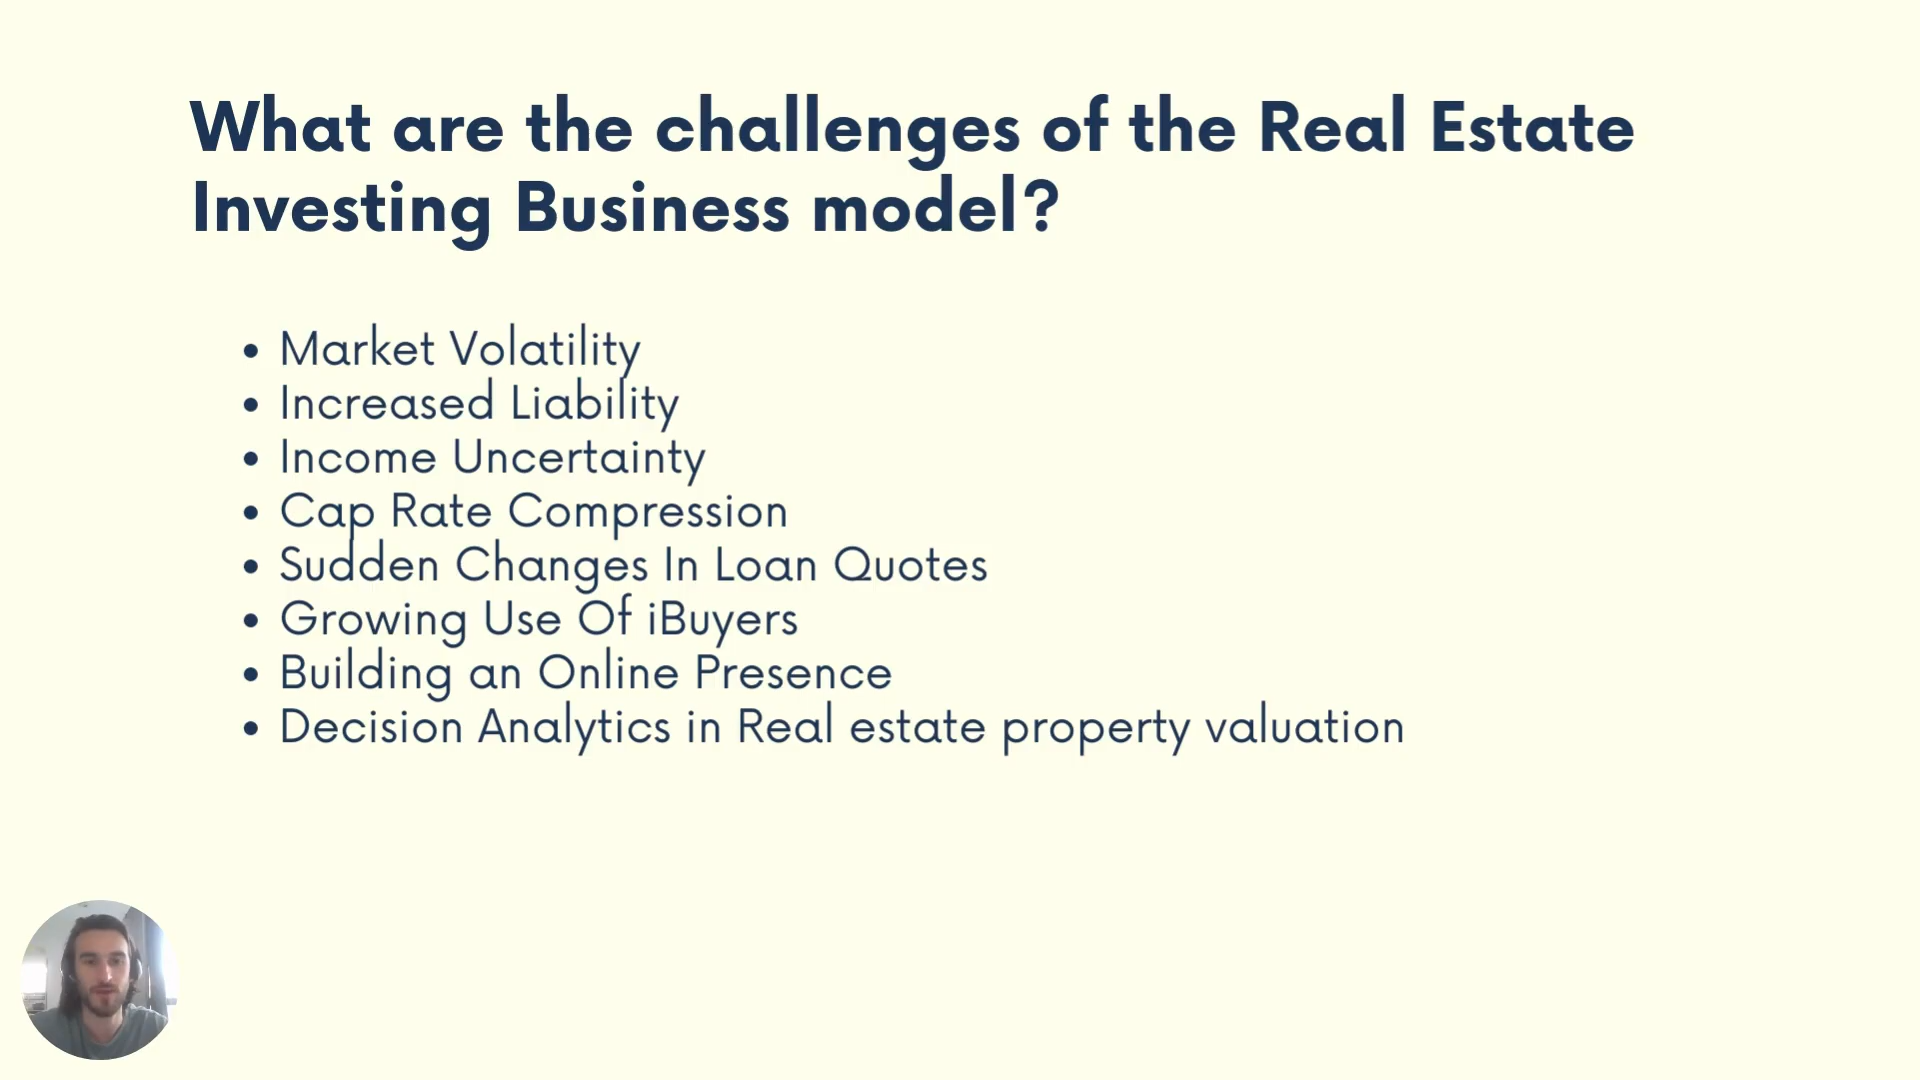 What are the challenges of the Real Estate
Investing Business model?
• Market Volatility
• Increased Liability
• Income Uncertainty
• Cap Rate Compression
• Sudden Changes In Loan Quotes
• Growing Use Of iBuyers
• Building an Online Presence
• Decision Analytics in Real estate property valuation